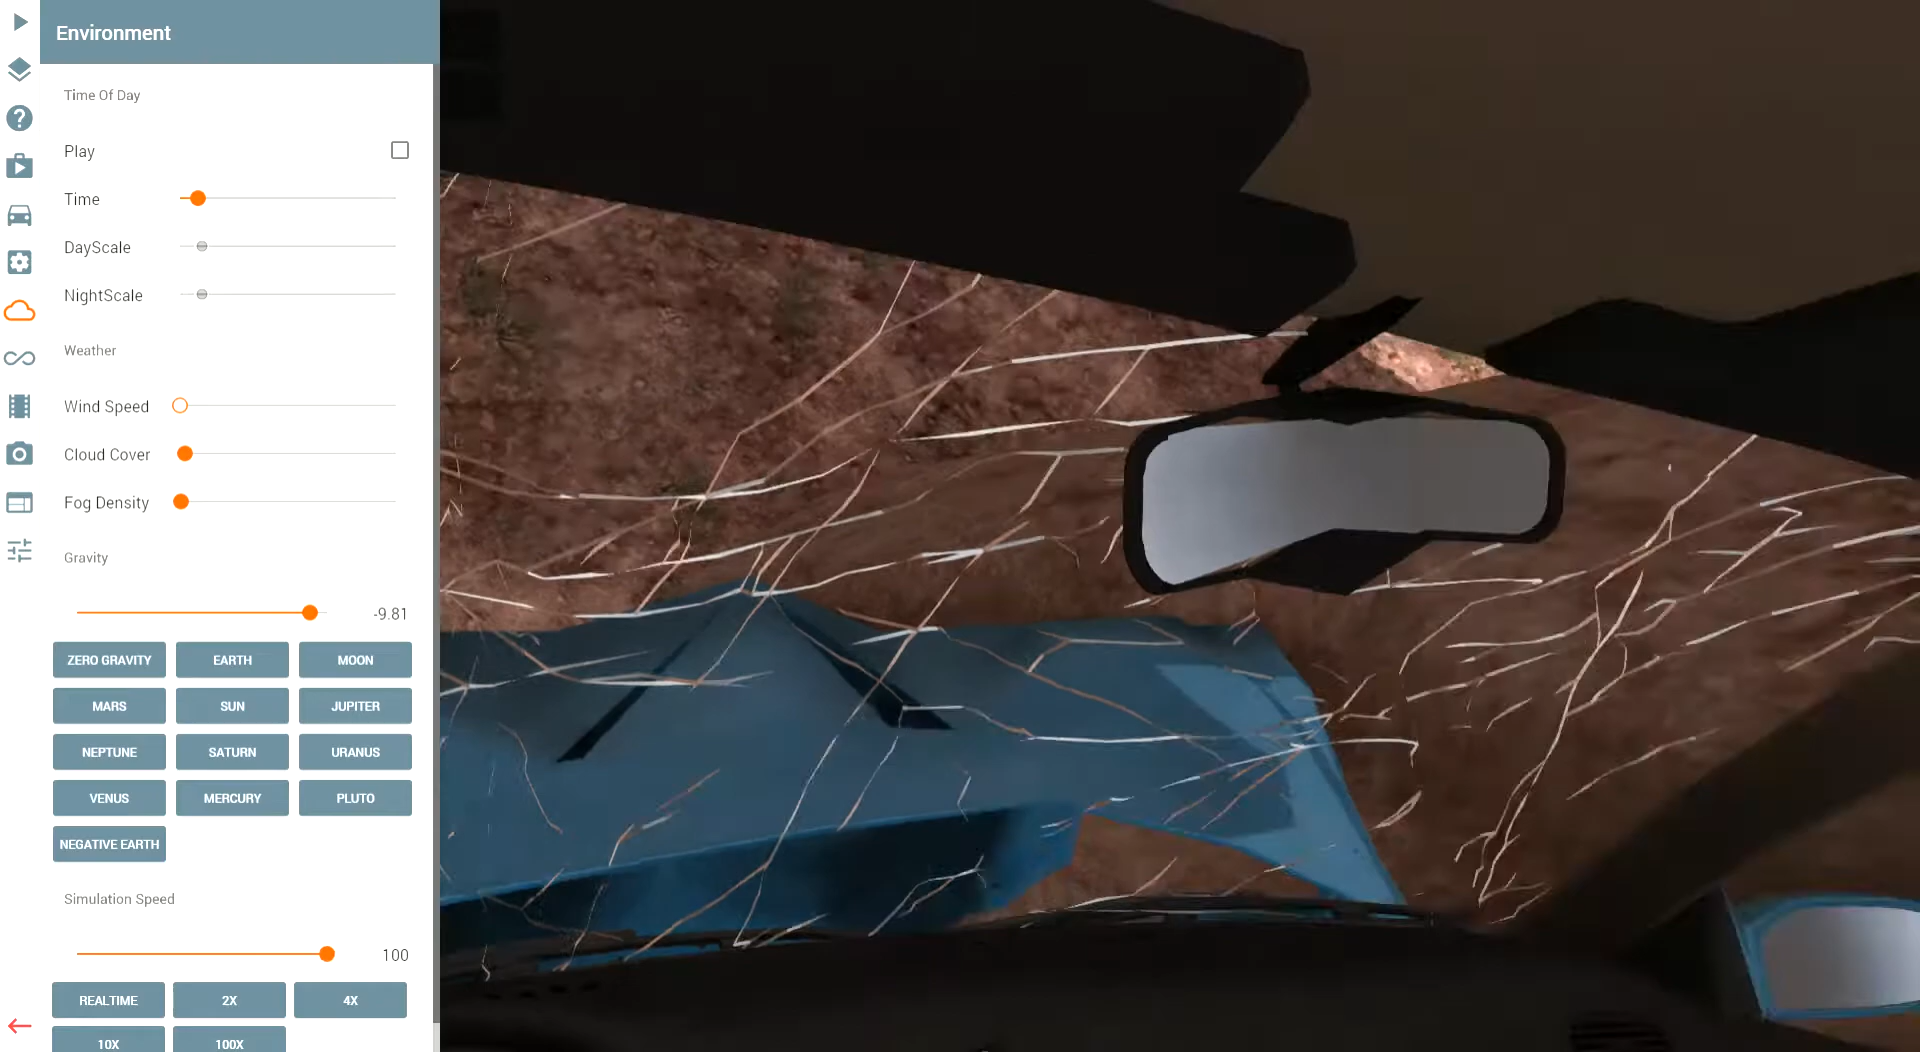 Environment
Time Of Day
Play
Time
DayScale
NightScale
Weather
Wind Speed
Cloud Cover
Fog Density
Gravity
-9.81
ZERO GRAVITY EARTH MOON
MARS SUN JUPITER
NEPTUNE SATURN URANUS
VENUS MERCURY PLUTO
NEGATIVE EARTH
Simulation Speed
100
REALTIME 2X 4X
10X 100X